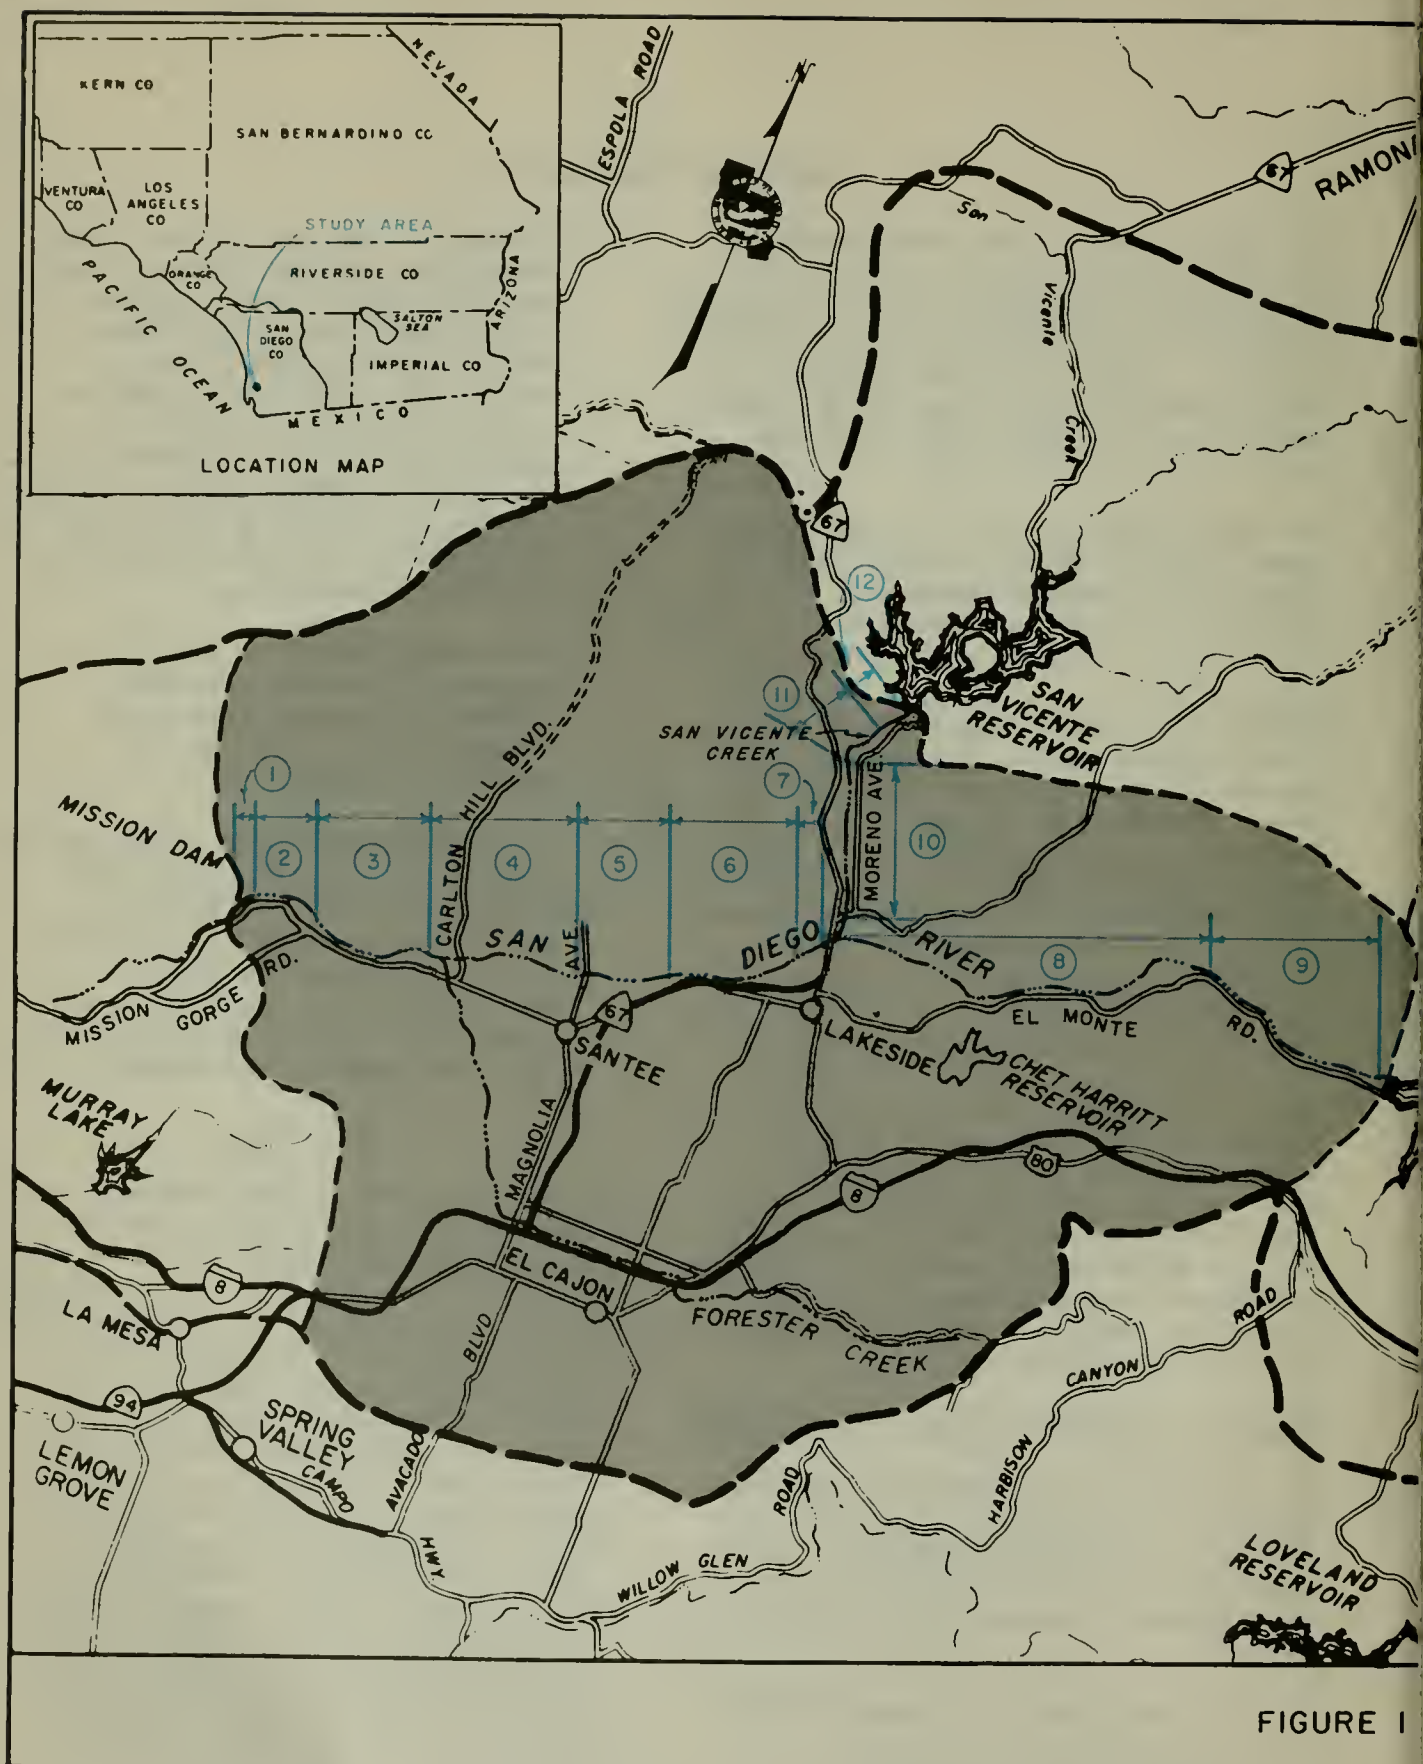 KERN CO
NEVADA
SAN BERNARDINO CO
VENTURA
CO
LOS
ANGELES
CO
STUDY AREA
ORANGE
CO
RIVERSIDE CO
ARIZONA
SALTON
SEA
SAN
DIEGO
CO
IMPERIAL CO
PACIFIC OCEAN
MEXICO
LOCATION MAP
ESPOLA ROAD
N
67
RAMON
San Vicente Creek
67
12
SAN
VICENTE
RESERVOIR
11
SAN VICENTE
CREEK
7
MORENO AVE.
10
1
2
3
4
5
6
CARLTON HILL BLVD.
MISSION DAM
SAN DIEGO RIVER
AVE.
8
9
MISSION GORGE RD.
67
SANTEE
LAKESIDE
EL MONTE RD.
CHET HARRITT
RESERVOIR
MURRAY
LAKE
MAGNOLIA
80
8
8
EL CAJON
FORESTER CREEK
LA MESA
BLVD
94
SPRING
VALLEY
LEMON
GROVE
CAMPO
AVACADO
HWY
WILLOW GLEN ROAD
HARBISON CANYON ROAD
LOVELAND
RESERVOIR
FIGURE 1